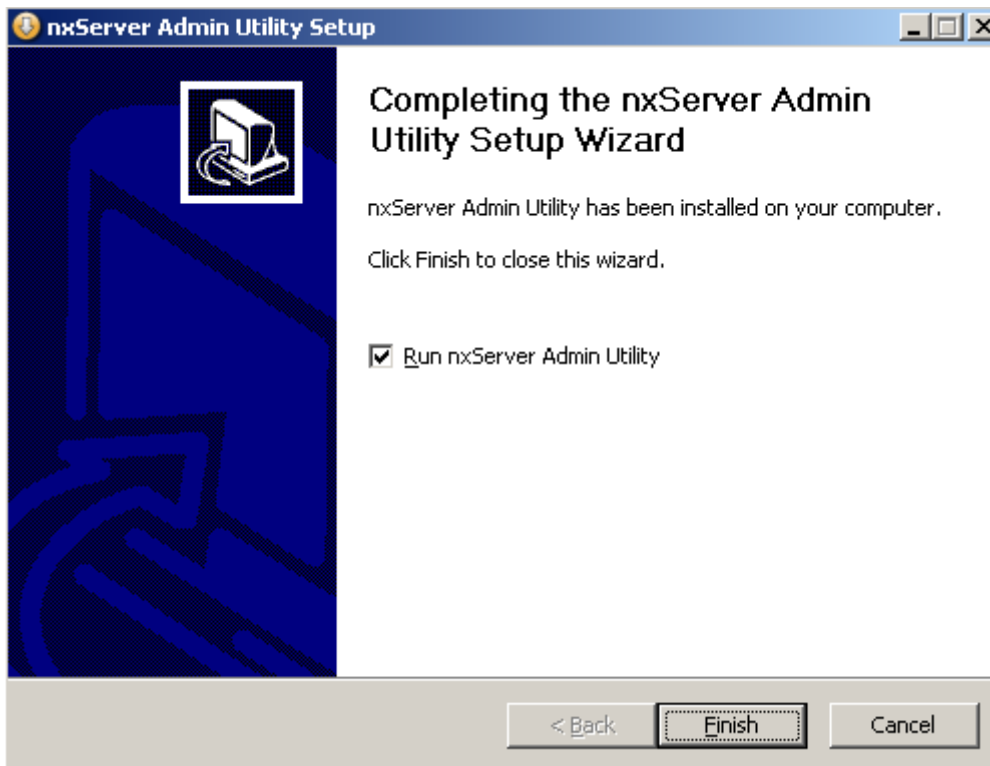 nxServer Admin Utility Setup
Completing the nxServer Admin
Utility Setup Wizard
nxServer Admin Utility has been installed on your computer.
Click Finish to close this wizard.
Run nxServer Admin Utility
< Back
Finish
Cancel